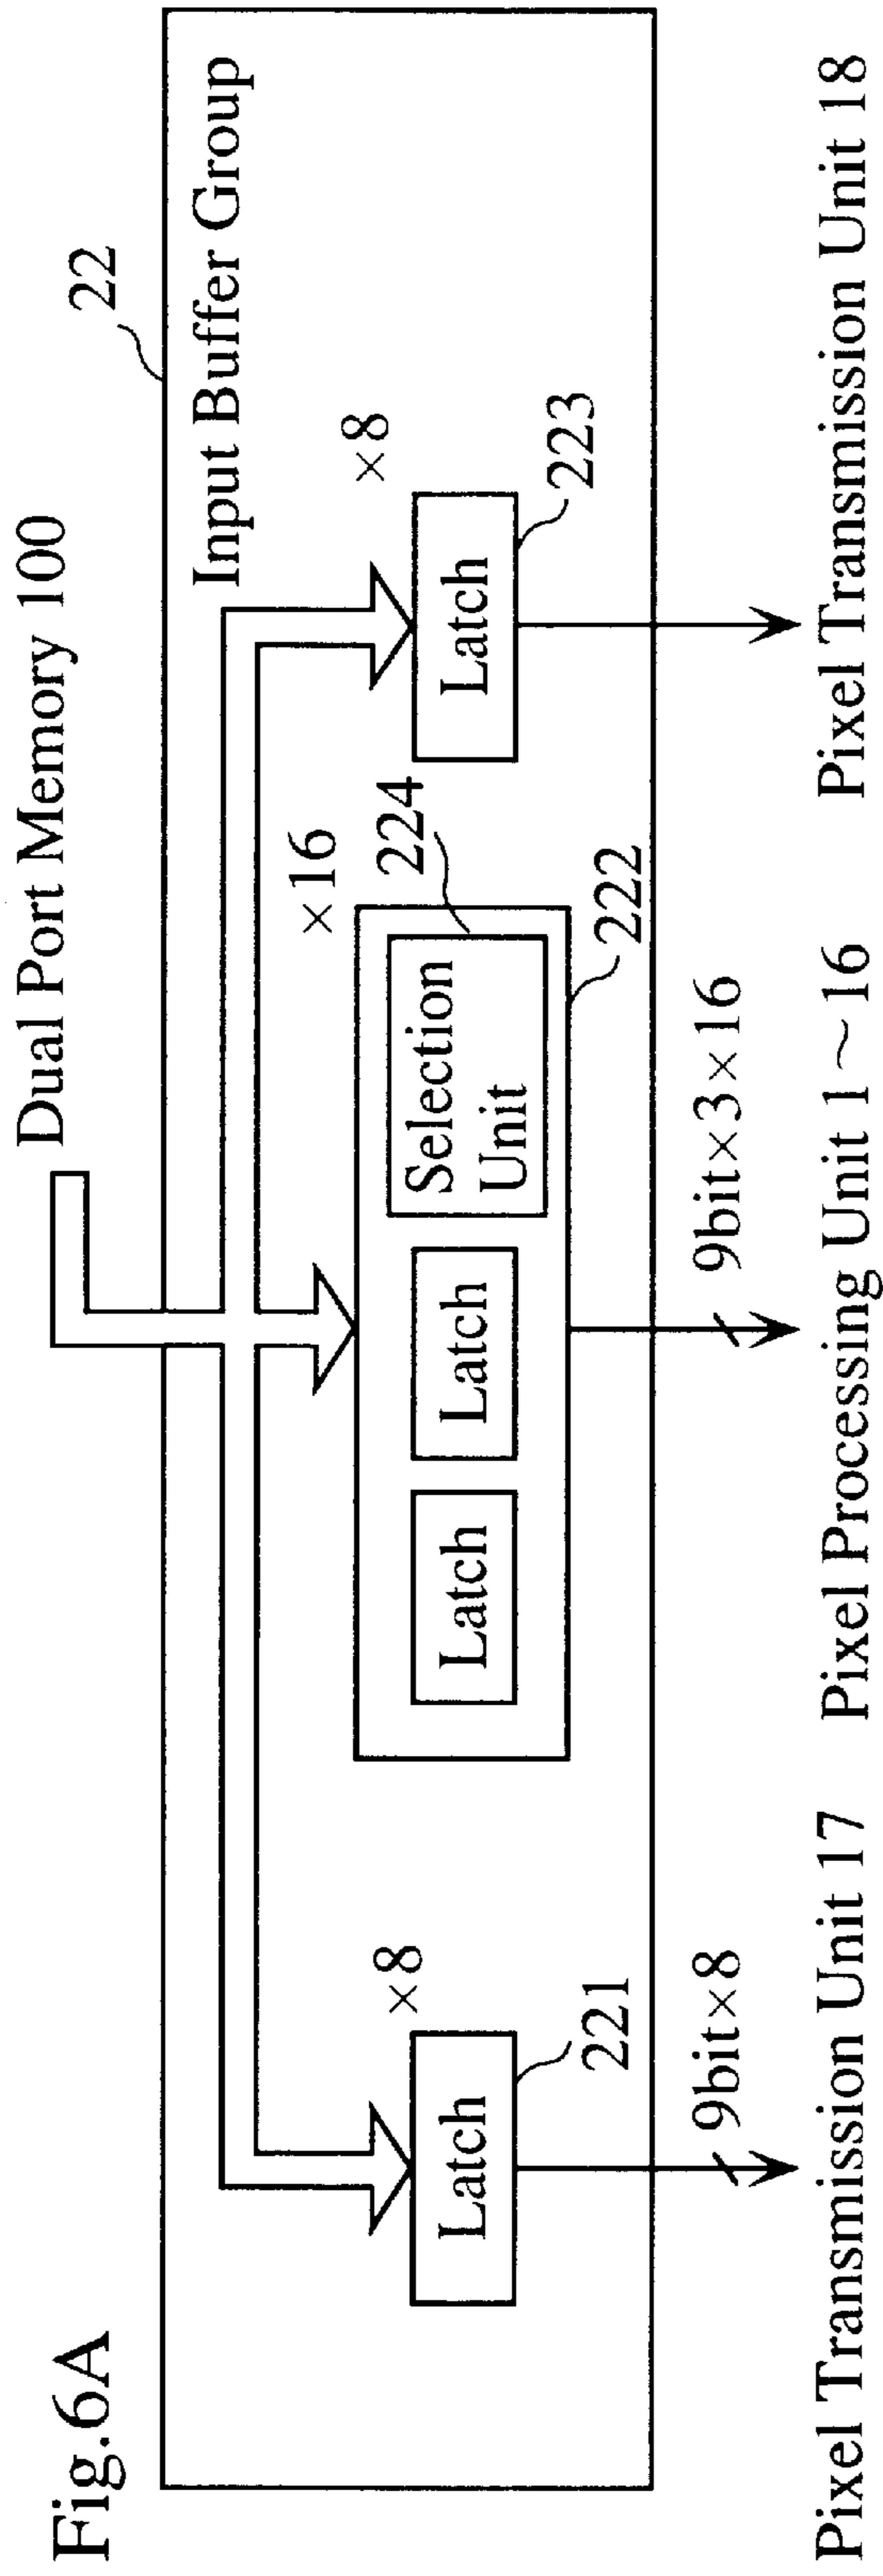 Fig.6A
Dual Port Memory 100
22
Input Buffer Group
×8
×16
×8
Latch
Latch
Latch
Selection
Unit
224
Latch
221
222
223
9bit×8
9bit×3×16
Pixel Transmission Unit 17
Pixel Processing Unit 1~16
Pixel Transmission Unit 18